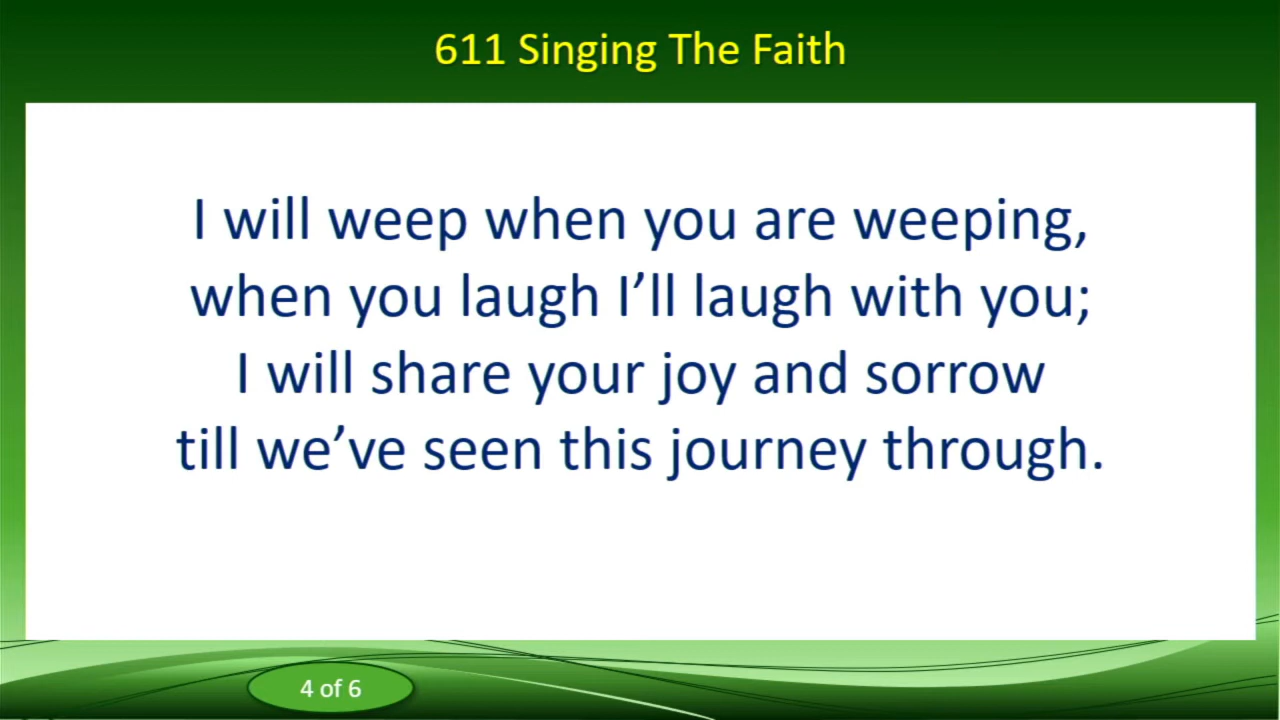 611 Singing The Faith
I will weep when you are weeping,
when you laugh I’ll laugh with you;
I will share your joy and sorrow
till we’ve seen this journey through.
4 of 6